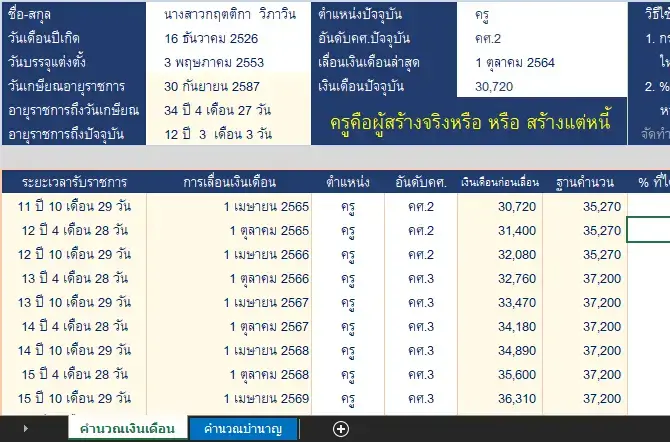 ชื่อ-สกุล นางสาวกฤตติกา วิภาวิน ตำแหน่งปัจจุบัน ครู วิธีใช้
วันเดือนปีเกิด 16 ธันวาคม 2526 อันดับคศ.ปัจจุบัน คศ.2 1. กร
วันบรรจุแต่งตั้ง 3 พฤษภาคม 2553 เลื่อนเงินเดือนล่าสุด 1 ตุลาคม 2564 ให
วันเกษียณอายุราชการ 30 กันยายน 2587 เงินเดือนปัจจุบัน 30,720 2. %
อายุราชการถึงวันเกษียณ 34 ปี 4 เดือน 27 วัน ครูคือผู้สร้างจริงหรือ หรือ สร้างแต่หนี้ ห
อายุราชการถึงปัจจุบัน 12 ปี 3 เดือน 3 วัน จัดทำ
ระยะเวลารับราชการ การเลื่อนเงินเดือน ตำแหน่ง อันดับคศ. เงินเดือนก่อนเลื่อน ฐานคำนวน % ที่ไ
11 ปี 10 เดือน 29 วัน 1 เมษายน 2565 ครู คศ.2 30,720 35,270
12 ปี 4 เดือน 28 วัน 1 ตุลาคม 2565 ครู คศ.2 31,400 35,270
12 ปี 10 เดือน 29 วัน 1 เมษายน 2566 ครู คศ.2 32,080 35,270
13 ปี 4 เดือน 28 วัน 1 ตุลาคม 2566 ครู คศ.3 32,760 37,200
13 ปี 10 เดือน 29 วัน 1 เมษายน 2567 ครู คศ.3 33,470 37,200
14 ปี 4 เดือน 28 วัน 1 ตุลาคม 2567 ครู คศ.3 34,180 37,200
14 ปี 10 เดือน 29 วัน 1 เมษายน 2568 ครู คศ.3 34,890 37,200
15 ปี 4 เดือน 28 วัน 1 ตุลาคม 2568 ครู คศ.3 35,600 37,200
15 ปี 10 เดือน 29 วัน 1 เมษายน 2569 ครู คศ.3 36,310 37,200
คำนวณเงินเดือน คำนวณบำนาญ